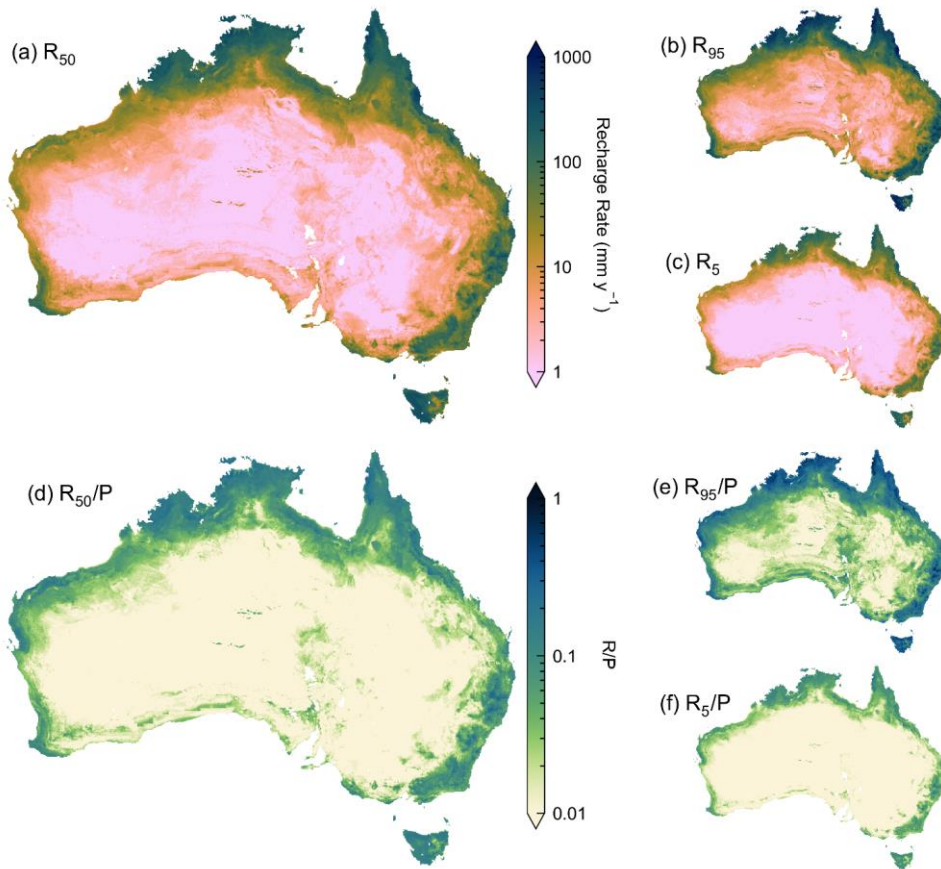 (a) R₅₀
1000
100
10
1
Recharge Rate (mm y⁻¹)
(b) R₉₅
(c) R₅
(d) R₅₀/P
1
0.1
0.01
R/P
(e) R₉₅/P
(f) R₅/P